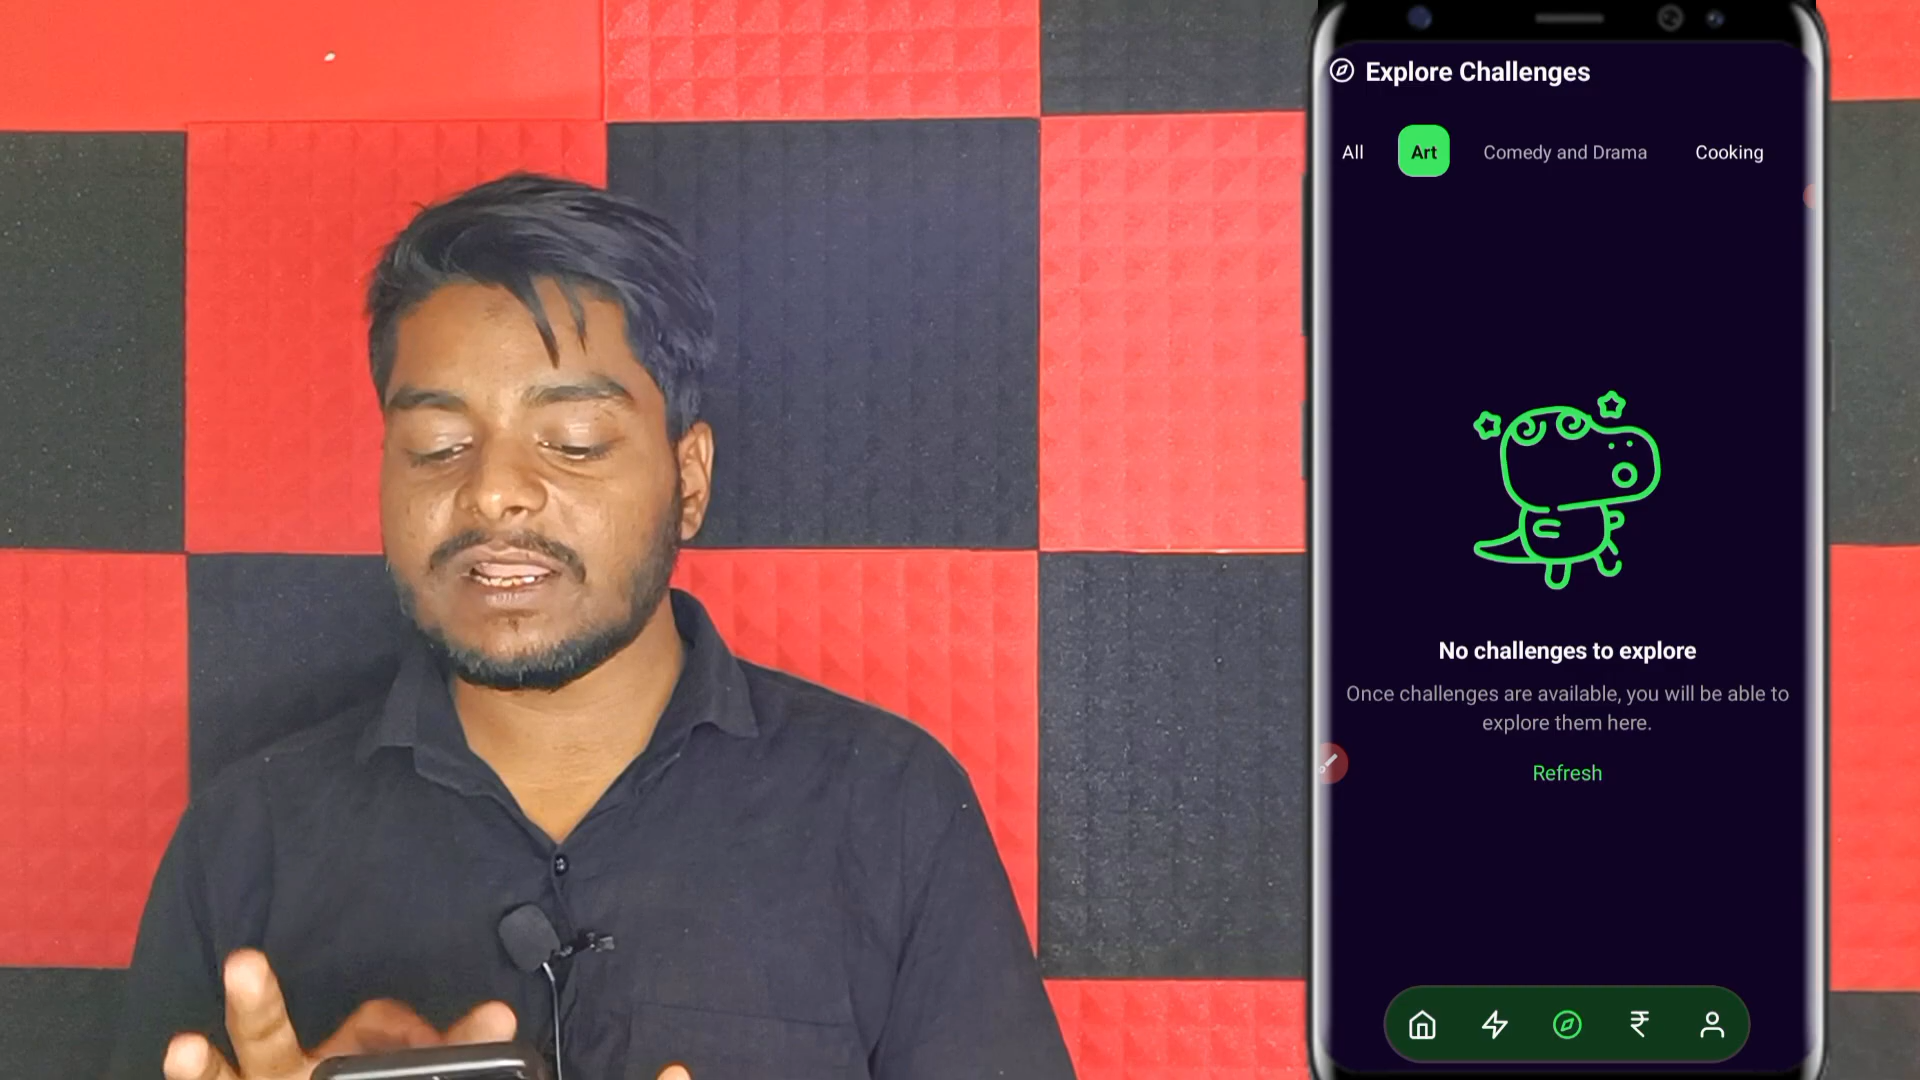 Explore Challenges
All Art Comedy and Drama Cooking
No challenges to explore
Once challenges are available, you will be able to
explore them here.
Refresh